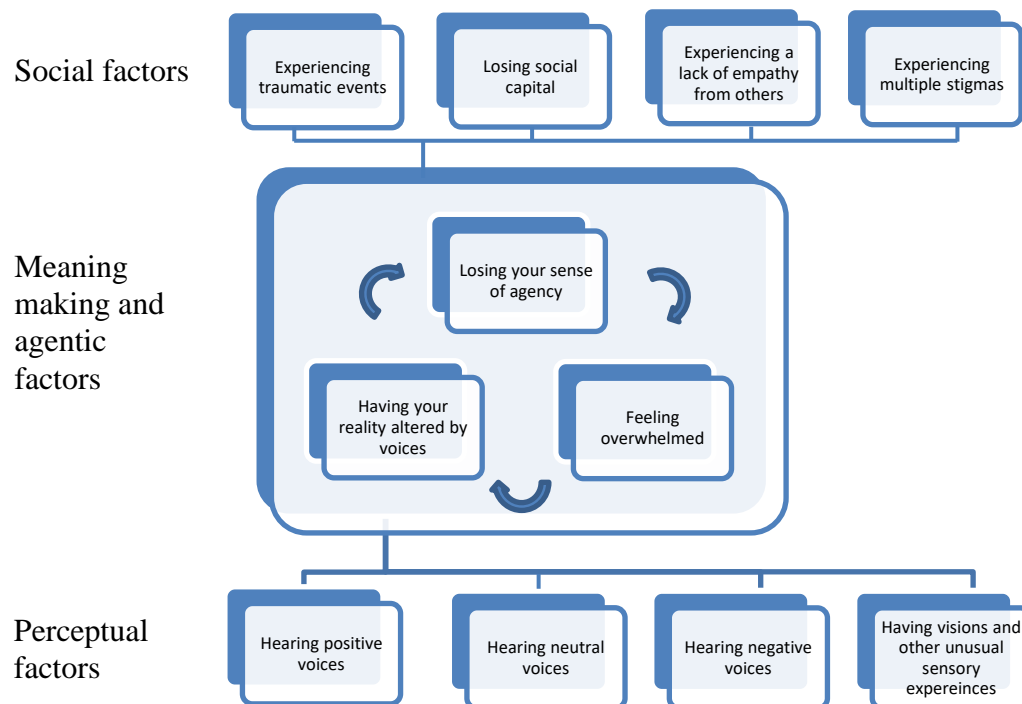 Social factors
Experiencing
traumatic events
Losing social
capital
Experiencing a
lack of empathy
from others
Experiencing
multiple stigmas
Meaning
making and
agentic
factors
Losing your sense
of agency
Having your
reality altered by
voices
Feeling
overwhelmed
Perceptual
factors
Hearing positive
voices
Hearing neutral
voices
Hearing negative
voices
Having visions and
other unusual
sensory
expereinces